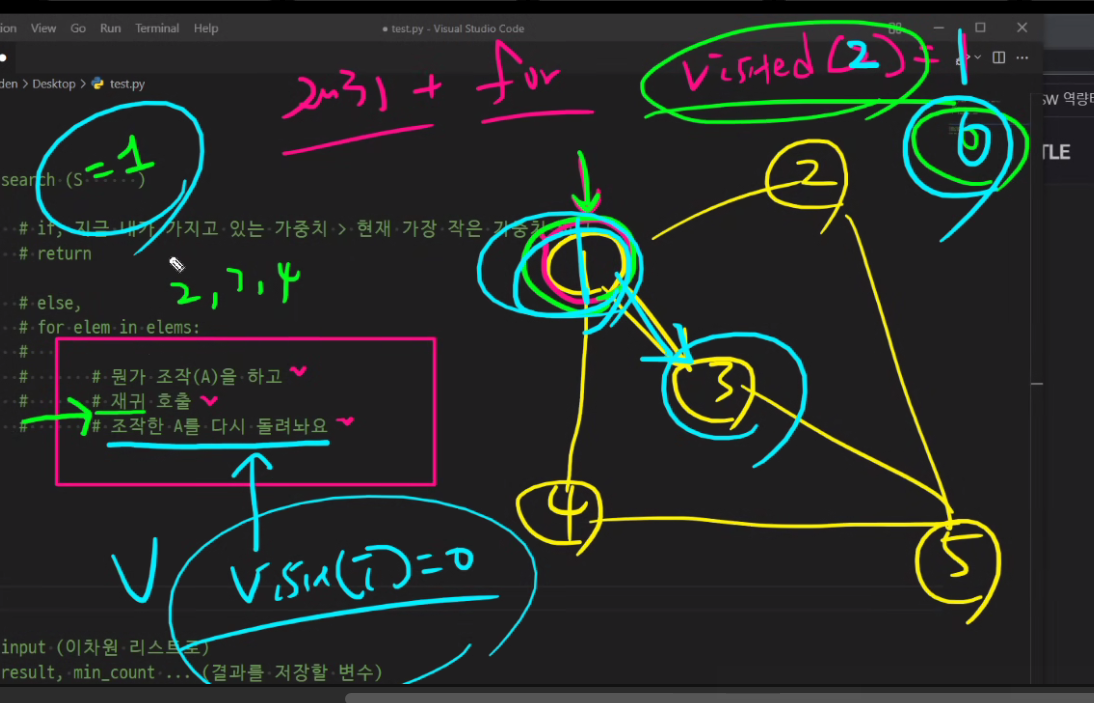 ion View Go Run Terminal Help
● test.py - Visual Studio Code
den > Desktop > test.py
SW 역량테
TLE
재귀 + for
visited(2) = 1
0
= 1
search (S ······)
# if, 지금 내가 가지고 있는 가중치 > 현재 가장 작은 가중치
# return
2, 3, 4
# else,
# for elem in elems:
#
# # 뭔가 조작(A)을 하고
# # 재귀 호출
# # 조작한 A를 다시 돌려놔요
1
2
3
4
5
V visit(i)=0
input (이차원 리스트로)
result, min_count ... (결과를 저장할 변수)